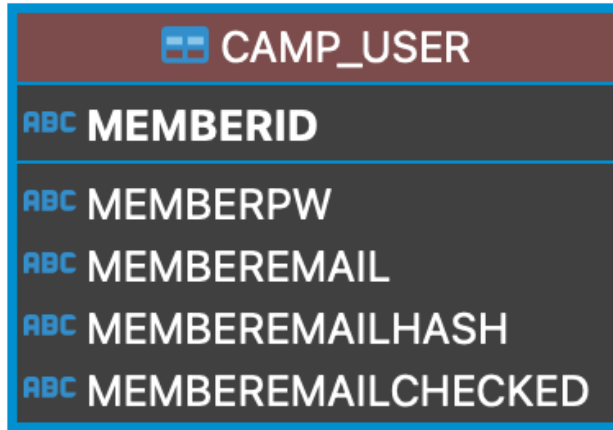 CAMP_USER
ABC MEMBERID
ABC MEMBERPW
ABC MEMBEREMAIL
ABC MEMBEREMAILHASH
ABC MEMBEREMAILCHECKED